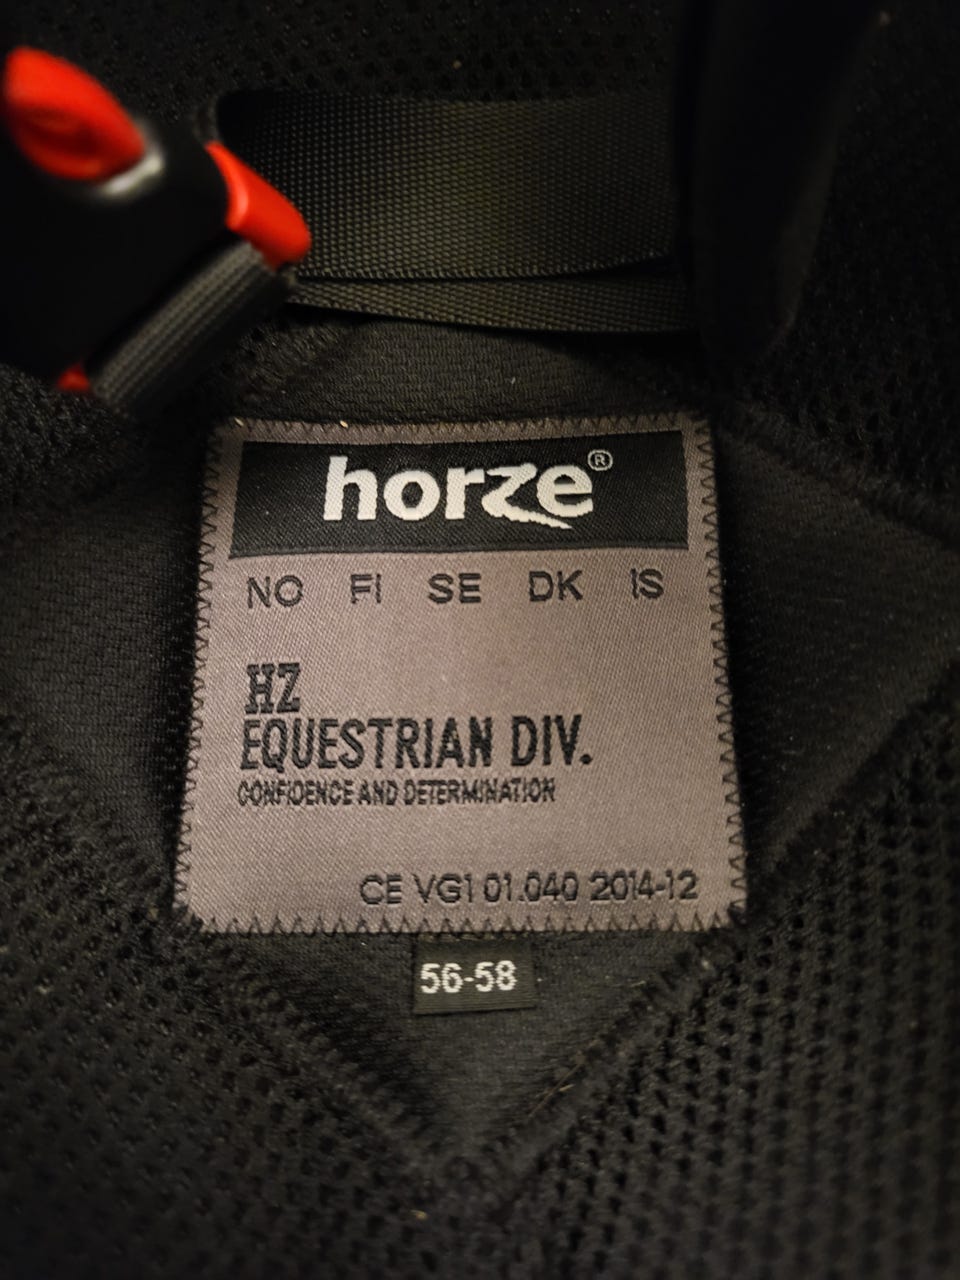 horze®
NO FI SE DK IS
HZ
EQUESTRIAN DIV.
CONFIDENCE AND DETERMINATION
CE VG1 01.040 2014-12
56-58